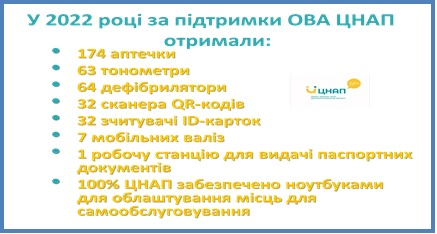 У 2022 році за підтримки ОВА ЦНАП
отримали:
174 аптечки
63 тонометри
64 дефібрилятори
32 сканера QR-кодів
32 зчитувачі ID-карток
7 мобільних валіз
1 робочу станцію для видачі паспортних
документів
100% ЦНАП забезпечено ноутбуками
для облаштування місць для
самообслуговування
ЦНАП